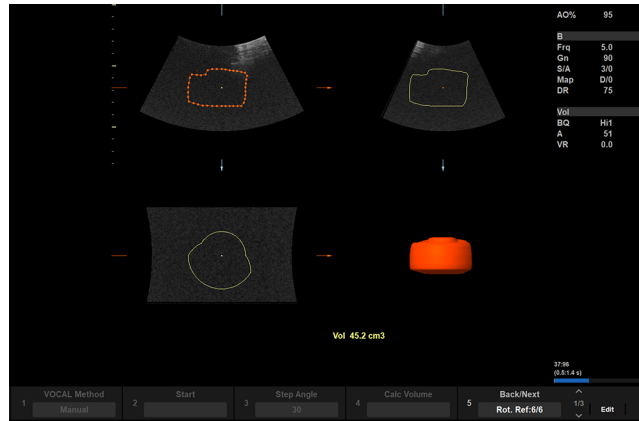 AO% 95
B
Frq 5.0
Gn 90
S/A 3/0
Map D/0
DR 75
Vol
BQ Hi1
A 51
VR 0.0
Vol 45.2 cm3
37:96
(0.5:1.4 s)
1 VOCAL Method Manual
2 Start
3 Step Angle 30
4 Calc Volume
5 Back/Next Rot. Ref:6/6
1/3
Edit